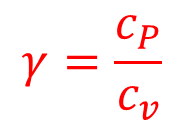 γ = c_P / c_v